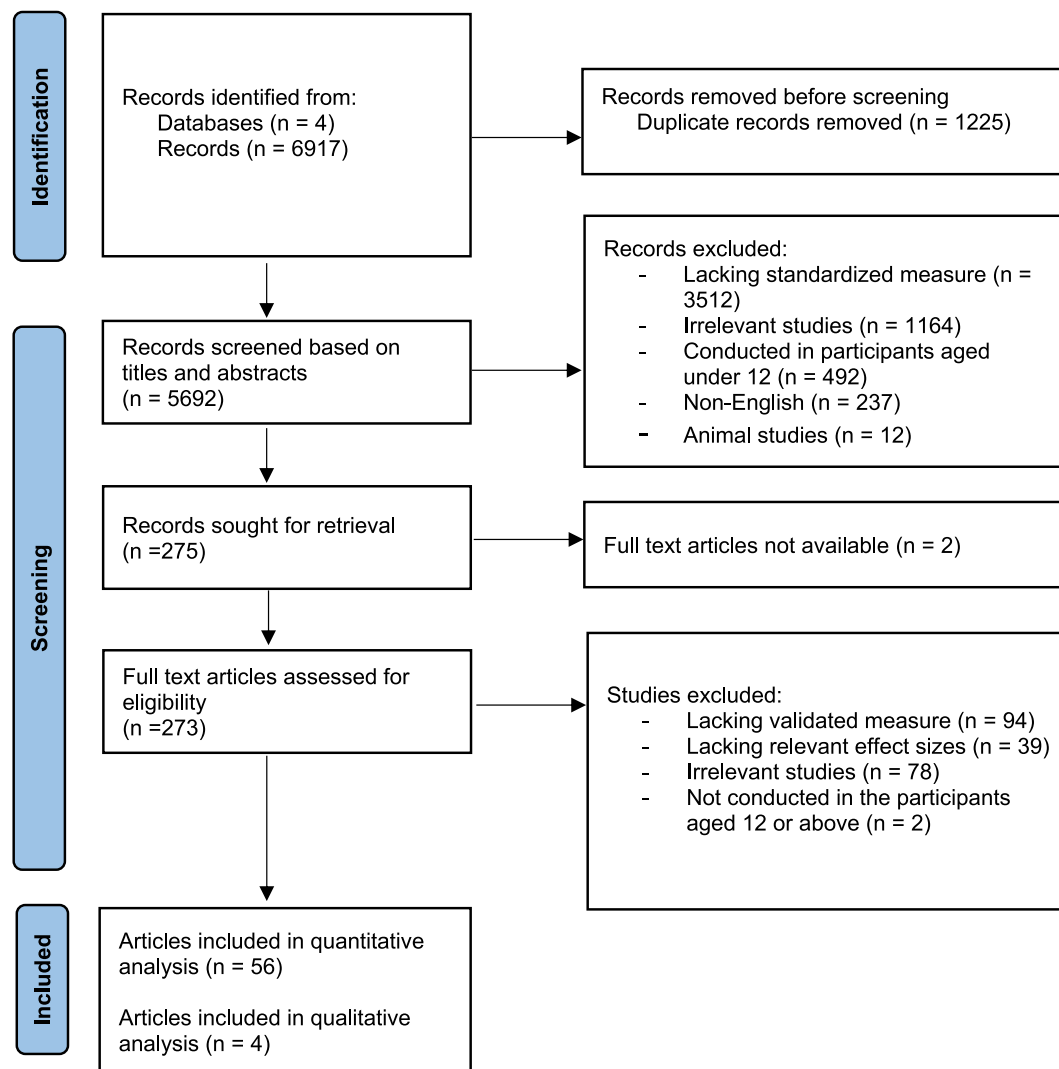 Identification
Records identified from:
Databases (n = 4)
Records (n = 6917)
Records removed before screening
Duplicate records removed (n = 1225)
Screening
Records screened based on
titles and abstracts
(n = 5692)
Records excluded:
- Lacking standardized measure (n =
3512)
- Irrelevant studies (n = 1164)
- Conducted in participants aged
under 12 (n = 492)
- Non-English (n = 237)
- Animal studies (n = 12)
Records sought for retrieval
(n =275)
Full text articles not available (n = 2)
Full text articles assessed for
eligibility
(n =273)
Studies excluded:
- Lacking validated measure (n = 94)
- Lacking relevant effect sizes (n = 39)
- Irrelevant studies (n = 78)
- Not conducted in the participants
aged 12 or above (n = 2)
Included
Articles included in quantitative
analysis (n = 56)
Articles included in qualitative
analysis (n = 4)